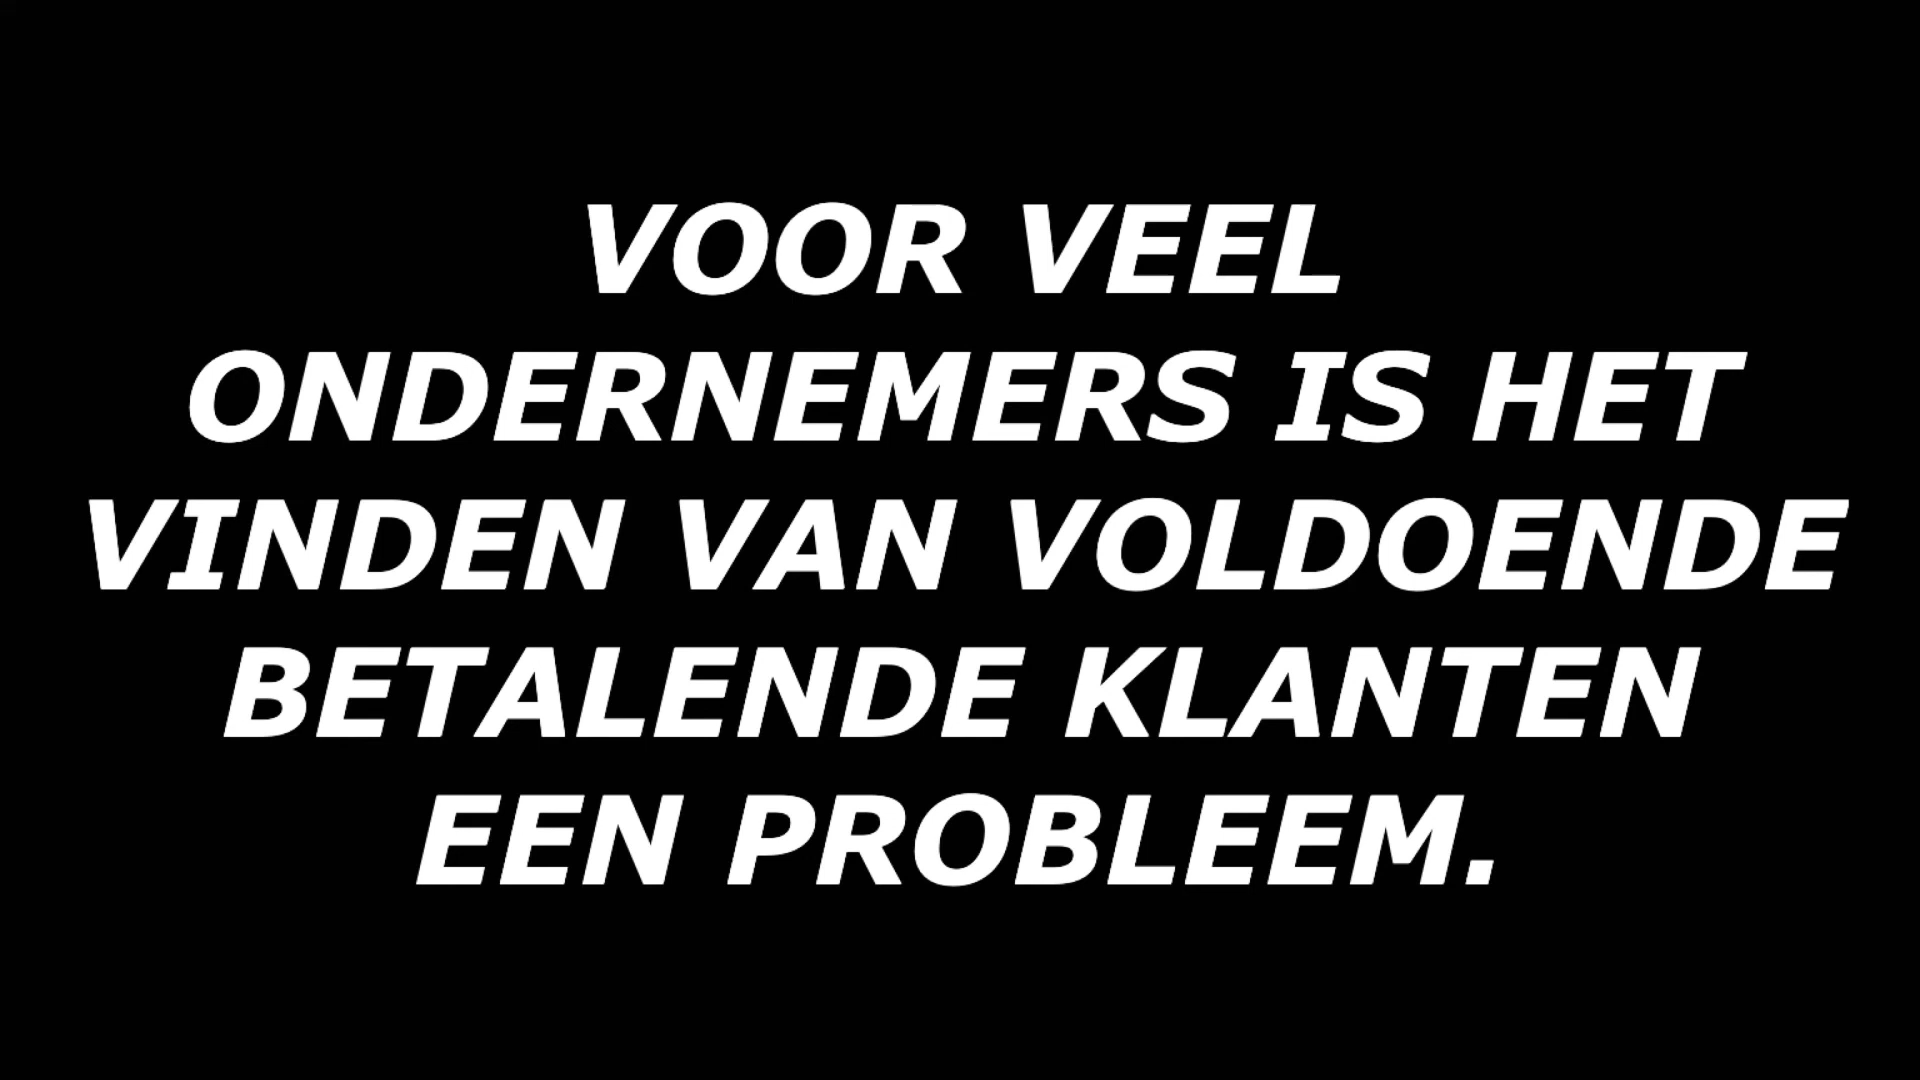 VOOR VEEL
ONDERNEMERS IS HET
VINDEN VAN VOLDOENDE
BETALENDE KLANTEN
EEN PROBLEEM.